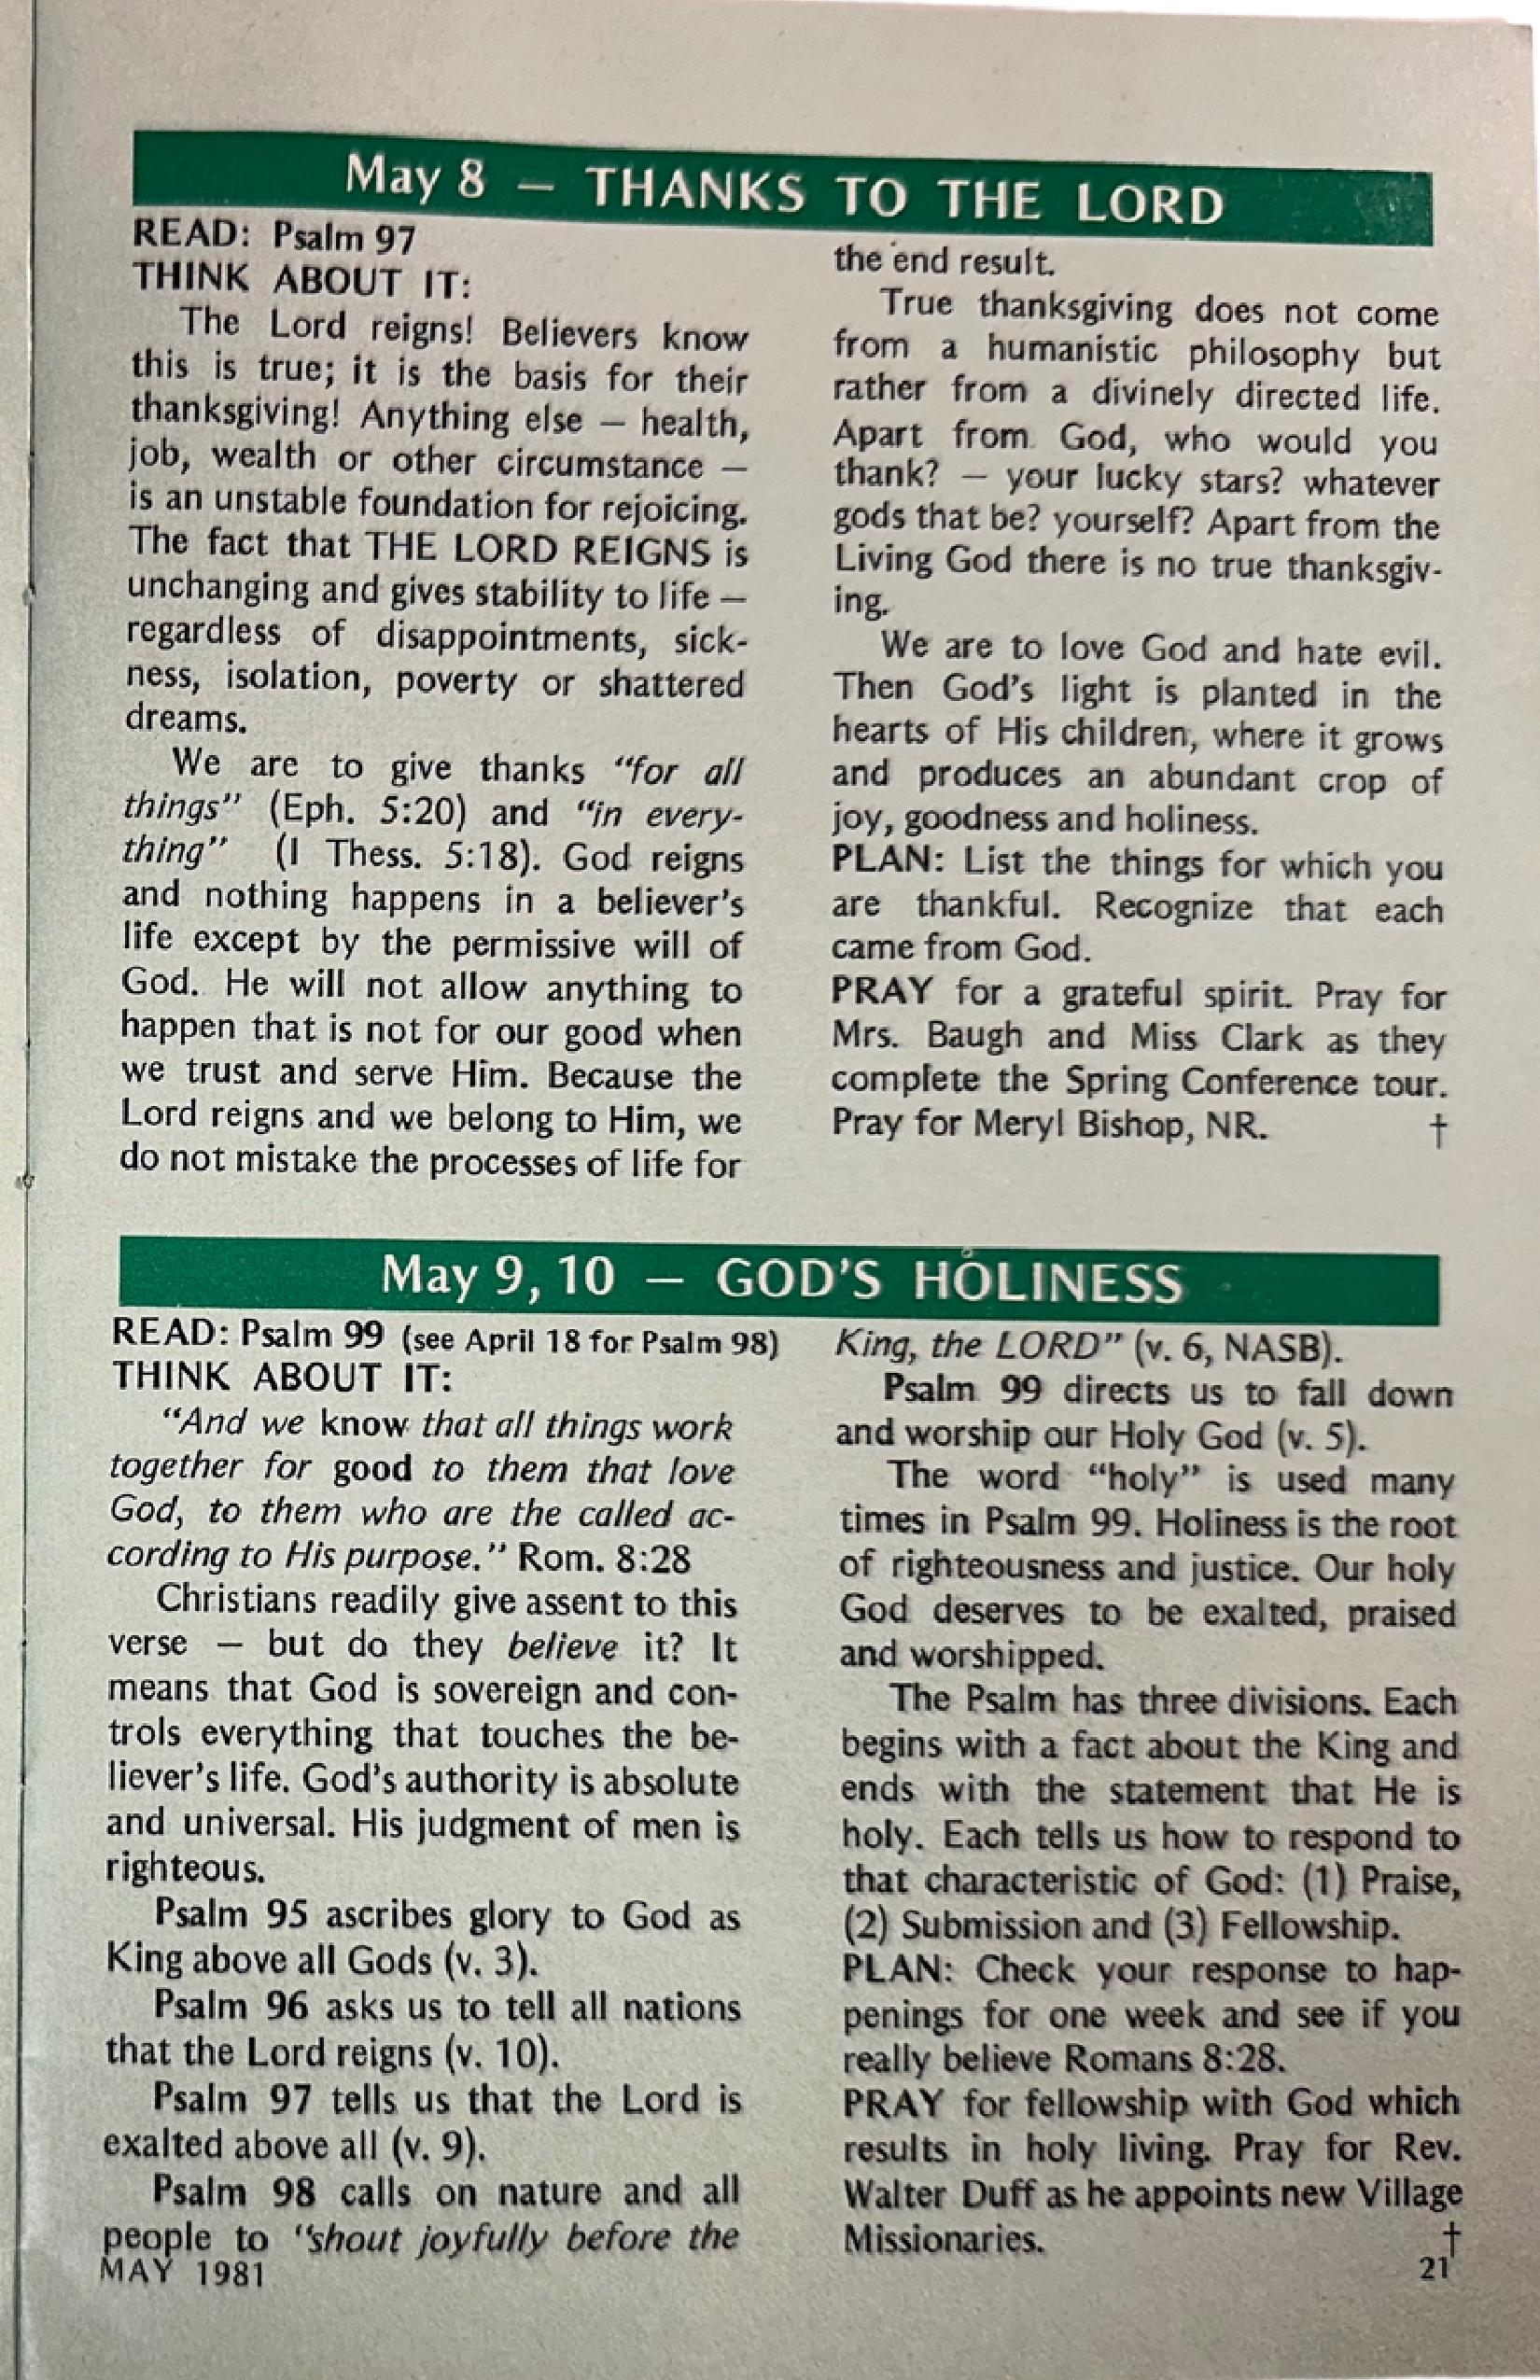 May 8 — THANKS TO THE LORD
READ: Psalm 97
THINK ABOUT IT:
The Lord reigns! Believers know
this is true; it is the basis for their
thanksgiving! Anything else — health,
job, wealth or other circumstance —
is an unstable foundation for rejoicing.
The fact that THE LORD REIGNS is
unchanging and gives stability to life —
regardless of disappointments, sick-
ness, isolation, poverty or shattered
dreams.
We are to give thanks “for all
things” (Eph. 5:20) and “in every-
thing” (I Thess. 5:18). God reigns
and nothing happens in a believer’s
life except by the permissive will of
God. He will not allow anything to
happen that is not for our good when
we trust and serve Him. Because the
Lord reigns and we belong to Him, we
do not mistake the processes of life for
the end result.
True thanksgiving does not come
from a humanistic philosophy but
rather from a divinely directed life.
Apart from God, who would you
thank? — your lucky stars? whatever
gods that be? yourself? Apart from the
Living God there is no true thanksgiv-
ing.
We are to love God and hate evil.
Then God’s light is planted in the
hearts of His children, where it grows
and produces an abundant crop of
joy, goodness and holiness.
PLAN: List the things for which you
are thankful. Recognize that each
came from God.
PRAY for a grateful spirit. Pray for
Mrs. Baugh and Miss Clark as they
complete the Spring Conference tour.
Pray for Meryl Bishop, NR. †
May 9, 10 — GOD’S HOLINESS
READ: Psalm 99 (see April 18 for Psalm 98)
THINK ABOUT IT:
“And we know that all things work
together for good to them that love
God, to them who are the called ac-
cording to His purpose.” Rom. 8:28
Christians readily give assent to this
verse — but do they believe it? It
means that God is sovereign and con-
trols everything that touches the be-
liever’s life. God’s authority is absolute
and universal. His judgment of men is
righteous.
Psalm 95 ascribes glory to God as
King above all Gods (v. 3).
Psalm 96 asks us to tell all nations
that the Lord reigns (v. 10).
Psalm 97 tells us that the Lord is
exalted above all (v. 9).
Psalm 98 calls on nature and all
people to “shout joyfully before the
King, the LORD” (v. 6, NASB).
Psalm 99 directs us to fall down
and worship our Holy God (v. 5).
The word “holy” is used many
times in Psalm 99. Holiness is the root
of righteousness and justice. Our holy
God deserves to be exalted, praised
and worshipped.
The Psalm has three divisions. Each
begins with a fact about the King and
ends with the statement that He is
holy. Each tells us how to respond to
that characteristic of God: (1) Praise,
(2) Submission and (3) Fellowship.
PLAN: Check your response to hap-
penings for one week and see if you
really believe Romans 8:28.
PRAY for fellowship with God which
results in holy living. Pray for Rev.
Walter Duff as he appoints new Village
Missionaries. †
MAY 1981
21